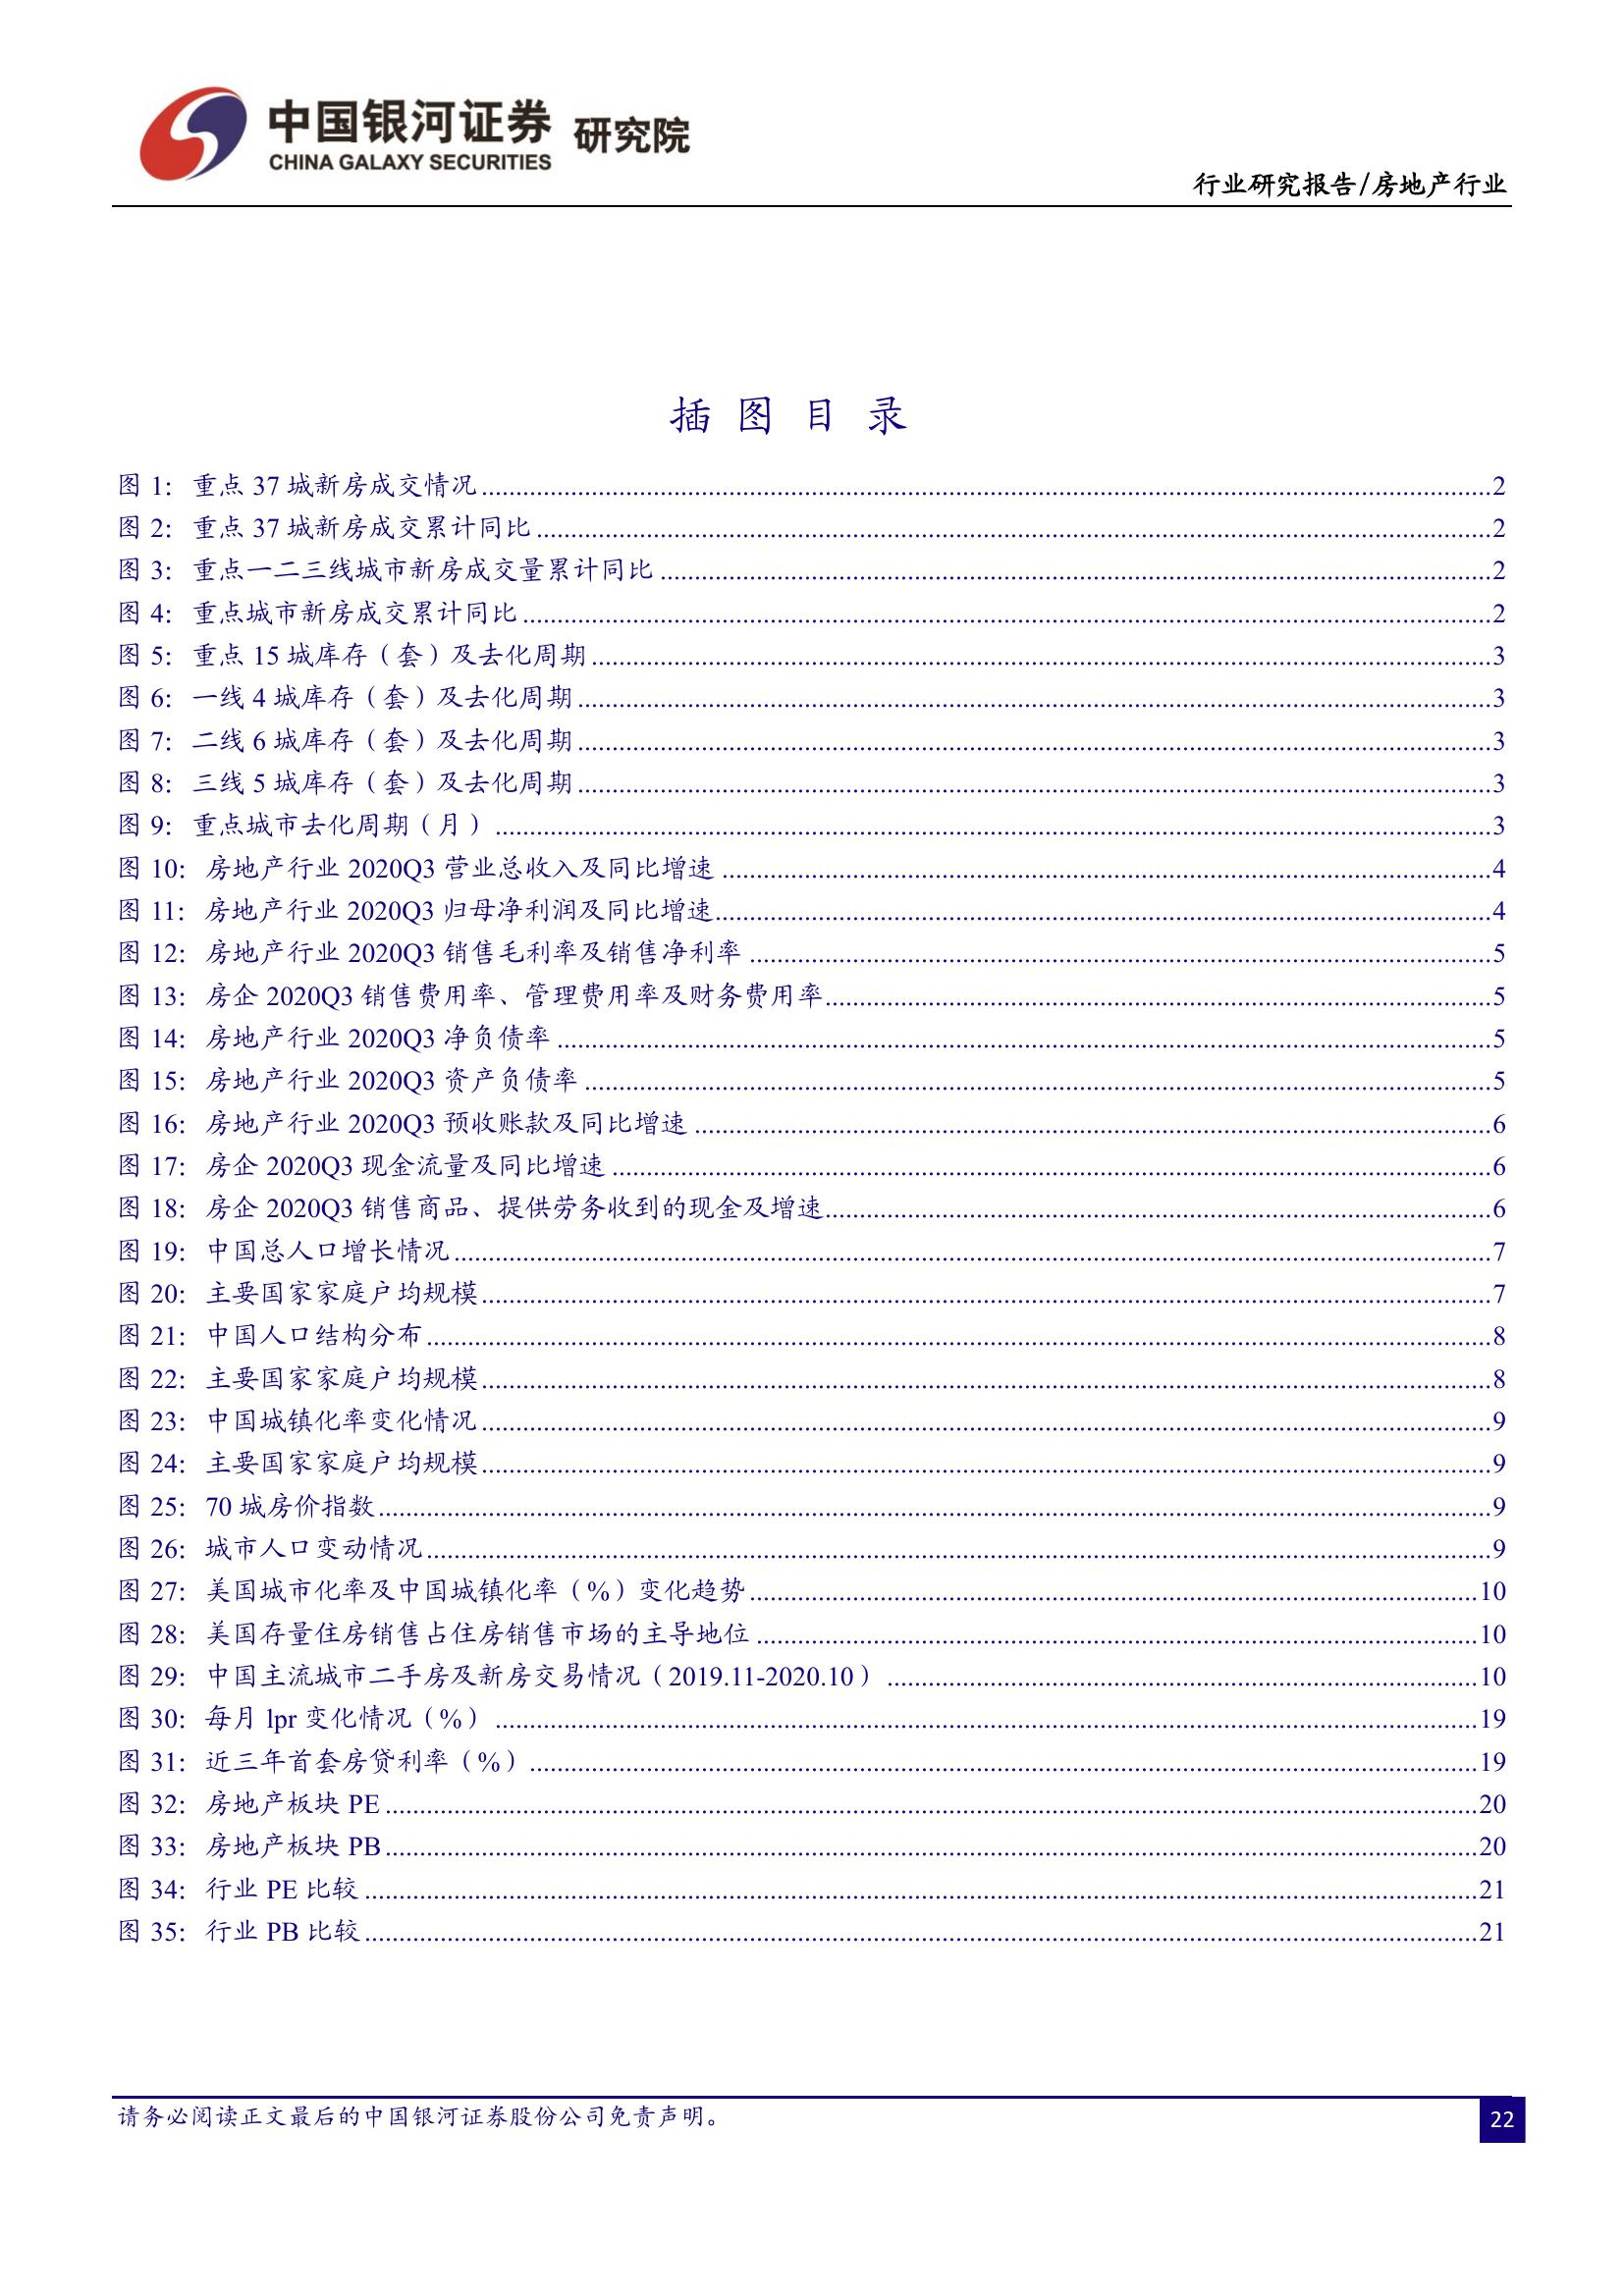 中国银河证券 研究院
CHINA GALAXY SECURITIES
行业研究报告/房地产行业
插 图 目 录
图 1: 重点 37 城新房成交情况......2
图 2: 重点 37 城新房成交累计同比......2
图 3: 重点一二三线城市新房成交量累计同比......2
图 4: 重点城市新房成交累计同比......2
图 5: 重点 15 城库存（套）及去化周期......3
图 6: 一线 4 城库存（套）及去化周期......3
图 7: 二线 6 城库存（套）及去化周期......3
图 8: 三线 5 城库存（套）及去化周期......3
图 9: 重点城市去化周期（月）......3
图 10: 房地产行业 2020Q3 营业总收入及同比增速......4
图 11: 房地产行业 2020Q3 归母净利润及同比增速......4
图 12: 房地产行业 2020Q3 销售毛利率及销售净利率......5
图 13: 房企 2020Q3 销售费用率、管理费用率及财务费用率......5
图 14: 房地产行业 2020Q3 净负债率......5
图 15: 房地产行业 2020Q3 资产负债率......5
图 16: 房地产行业 2020Q3 预收账款及同比增速......6
图 17: 房企 2020Q3 现金流量及同比增速......6
图 18: 房企 2020Q3 销售商品、提供劳务收到的现金及增速......6
图 19: 中国总人口增长情况......7
图 20: 主要国家家庭户均规模......7
图 21: 中国人口结构分布......8
图 22: 主要国家家庭户均规模......8
图 23: 中国城镇化率变化情况......9
图 24: 主要国家家庭户均规模......9
图 25: 70 城房价指数......9
图 26: 城市人口变动情况......9
图 27: 美国城市化率及中国城镇化率（%）变化趋势......10
图 28: 美国存量住房销售占住房销售市场的主导地位......10
图 29: 中国主流城市二手房及新房交易情况（2019.11-2020.10）......10
图 30: 每月 lpr 变化情况（%）......19
图 31: 近三年首套房贷利率（%）......19
图 32: 房地产板块 PE......20
图 33: 房地产板块 PB......20
图 34: 行业 PE 比较......21
图 35: 行业 PB 比较......21
请务必阅读正文最后的中国银河证券股份公司免责声明。
22